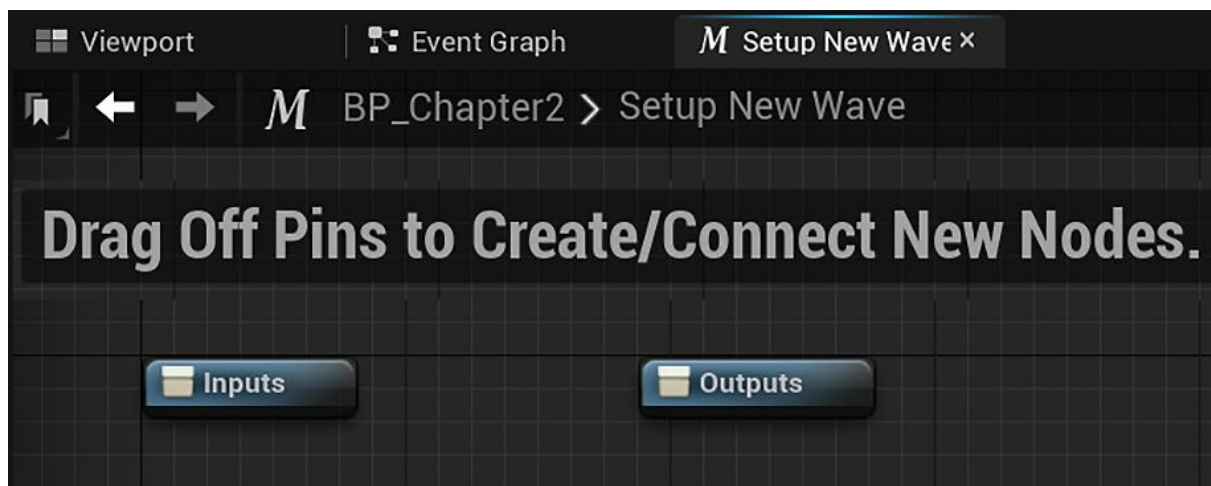 Viewport
Event Graph
M Setup New Wave ×
M BP_Chapter2 > Setup New Wave
Drag Off Pins to Create/Connect New Nodes.
Inputs
Outputs